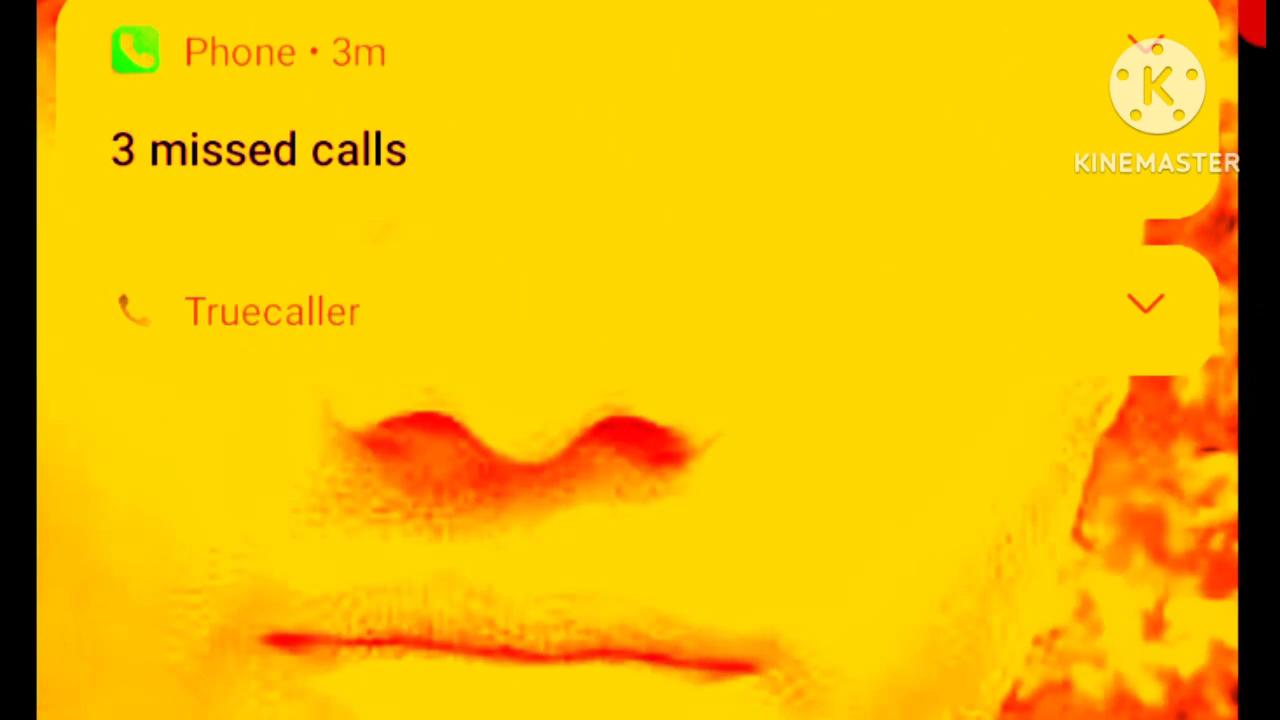 Phone • 3m
3 missed calls
K
KINEMASTER
Truecaller